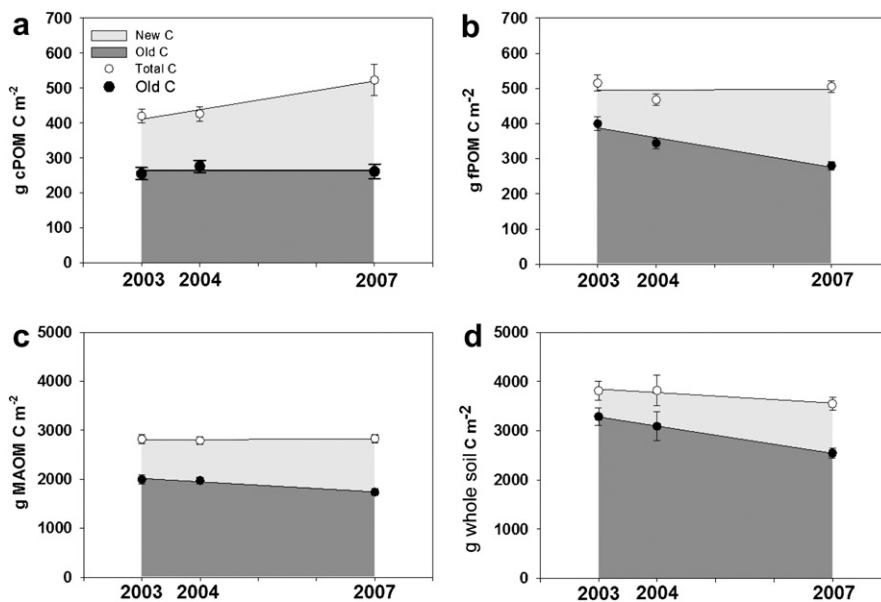 a
700
600
500
400
300
200
100
0
g cPOM C m-2
New C
Old C
Total C
Old C
2003 2004 2007
b
700
600
500
400
300
200
100
0
g fPOM C m-2
2003 2004 2007
c
5000
4000
3000
2000
1000
0
g MAOM C m-2
2003 2004 2007
d
5000
4000
3000
2000
1000
0
g whole soil C m-2
2003 2004 2007